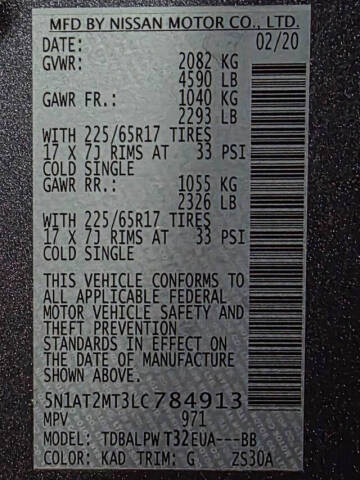 MFD BY NISSAN MOTOR CO., LTD.
DATE: 02/20
GVWR: 2082 KG
4590 LB
GAWR FR.: 1040 KG
2293 LB
WITH 225/65R17 TIRES
17 X 7J RIMS AT 33 PSI
COLD SINGLE
GAWR RR.: 1055 KG
2326 LB
WITH 225/65R17 TIRES
17 X 7J RIMS AT 33 PSI
COLD SINGLE
THIS VEHICLE CONFORMS TO
ALL APPLICABLE FEDERAL
MOTOR VEHICLE SAFETY AND
THEFT PREVENTION
STANDARDS IN EFFECT ON
THE DATE OF MANUFACTURE
5N1AT2MT3LC784913
MPV 971
MODEL: TDBALPW T32EUA---BB
COLOR: KAD TRIM: G ZS30A